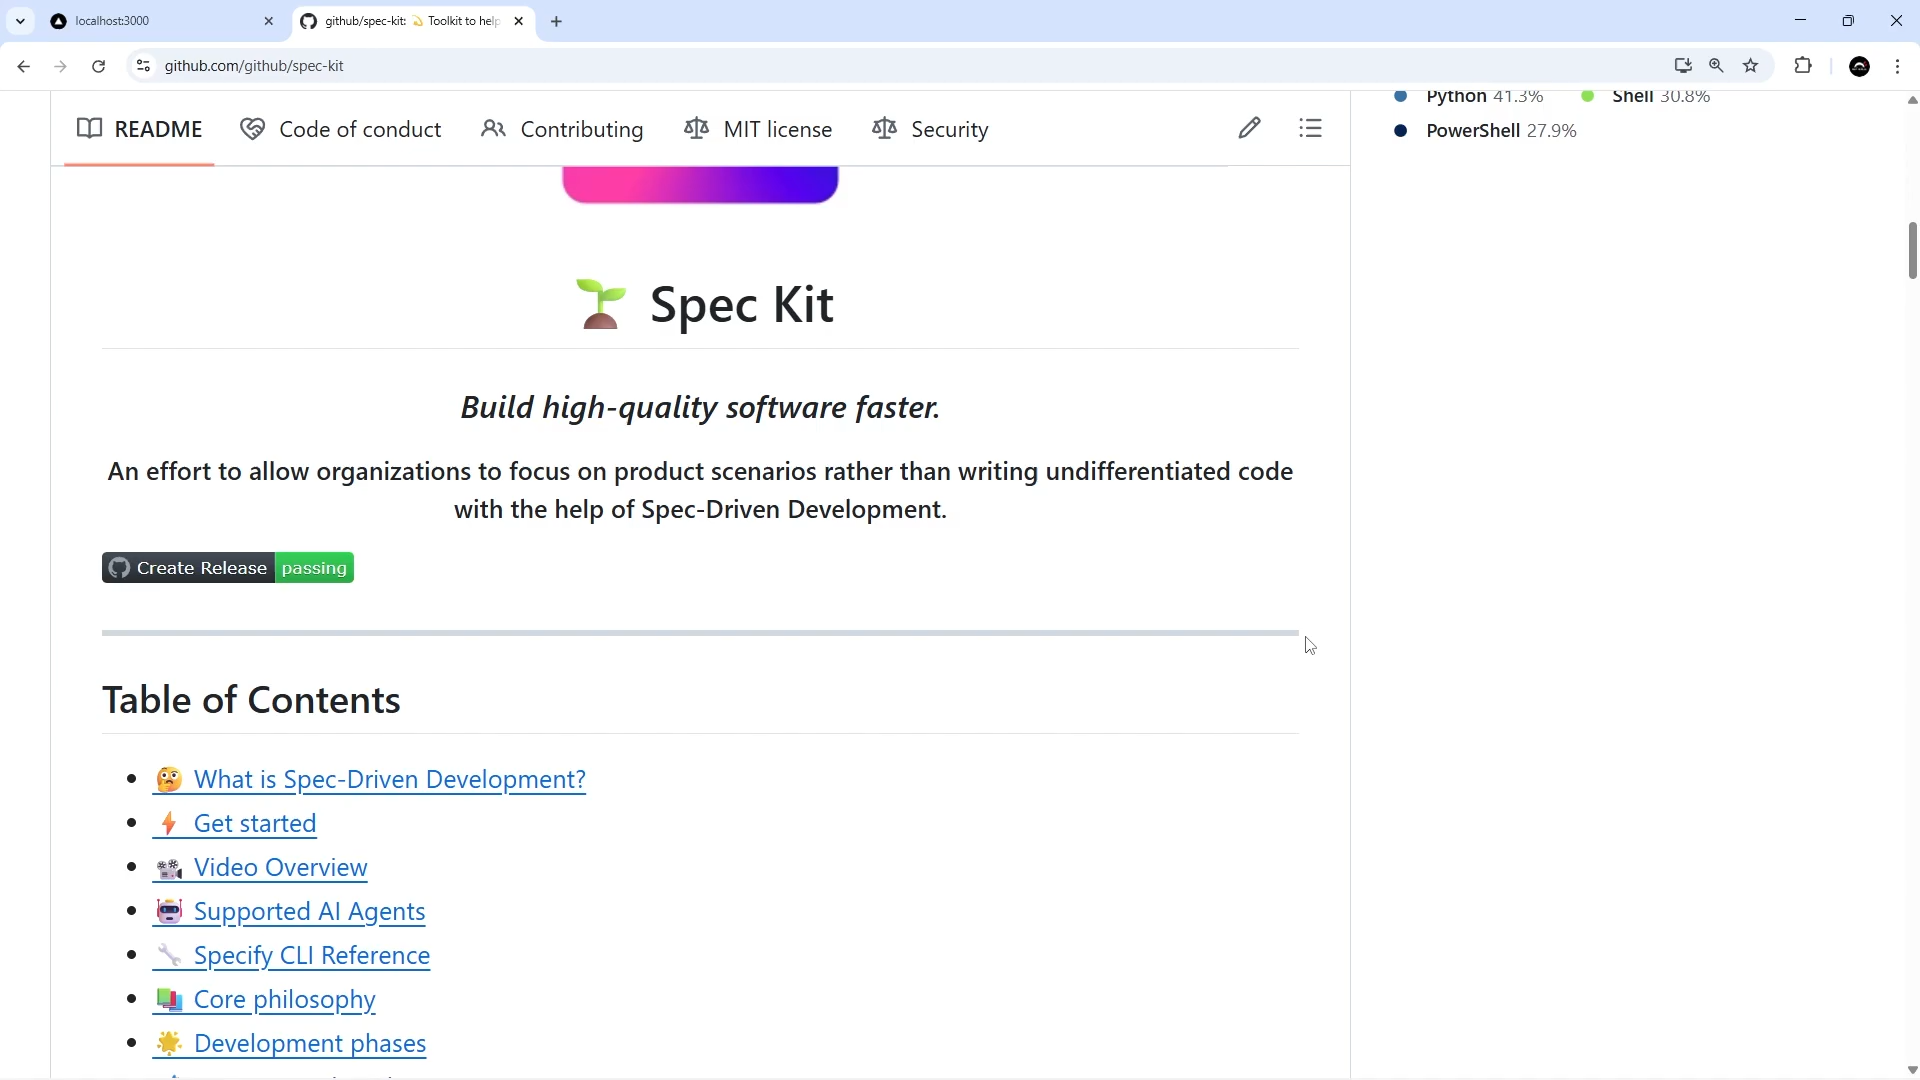 localhost:3000
github/spec-kit: 💫 Toolkit to help
github.com/github/spec-kit
Python 41.3%
Shell 30.8%
PowerShell 27.9%
README
Code of conduct
Contributing
MIT license
Security
🌱 Spec Kit
Build high-quality software faster.
An effort to allow organizations to focus on product scenarios rather than writing undifferentiated code
with the help of Spec-Driven Development.
Create Release passing
Table of Contents
🤔 What is Spec-Driven Development?
⚡ Get started
📽️ Video Overview
🤖 Supported AI Agents
🔧 Specify CLI Reference
📚 Core philosophy
🌟 Development phases